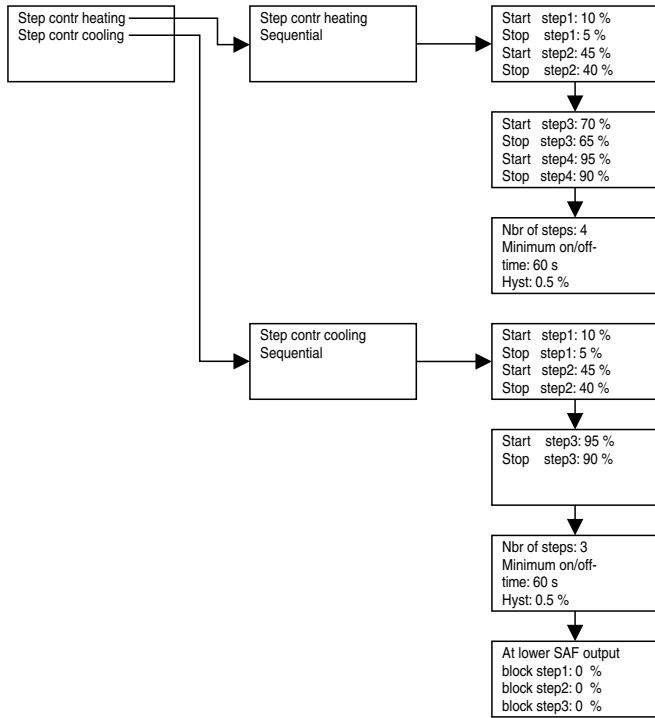 Step contr heating
Step contr cooling
Step contr heating
Sequential
Start step1: 10 %
Stop step1: 5 %
Start step2: 45 %
Stop step2: 40 %
Start step3: 70 %
Stop step3: 65 %
Start step4: 95 %
Stop step4: 90 %
Nbr of steps: 4
Minimum on/off-
time: 60 s
Hyst: 0.5 %
Step contr cooling
Sequential
Start step1: 10 %
Stop step1: 5 %
Start step2: 45 %
Stop step2: 40 %
Start step3: 95 %
Stop step3: 90 %
Nbr of steps: 3
Minimum on/off-
time: 60 s
Hyst: 0.5 %
At lower SAF output
block step1: 0 %
block step2: 0 %
block step3: 0 %